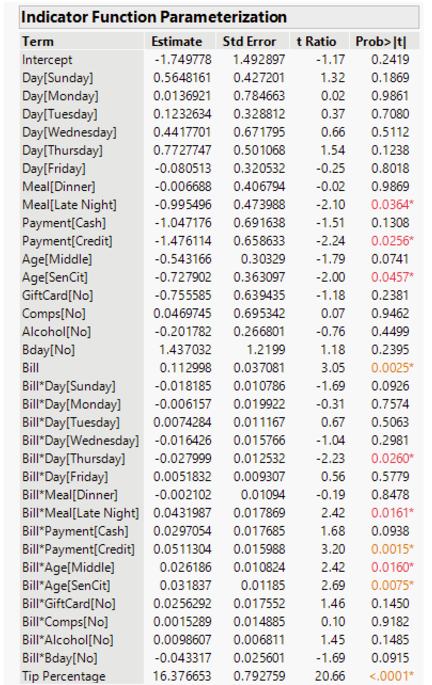 Indicator Function Parameterization
Term Estimate Std Error t Ratio Prob>|t|
Intercept -1.749778 1.492897 -1.17 0.2419
Day[Sunday] 0.5648161 0.427201 1.32 0.1869
Day[Monday] 0.0136921 0.784663 0.02 0.9861
Day[Tuesday] 0.1232634 0.328812 0.37 0.7080
Day[Wednesday] 0.4417701 0.671795 0.66 0.5112
Day[Thursday] 0.7727747 0.501068 1.54 0.1238
Day[Friday] -0.080513 0.320532 -0.25 0.8018
Meal[Dinner] -0.006688 0.406794 -0.02 0.9869
Meal[Late Night] -0.995496 0.473988 -2.10 0.0364*
Payment[Cash] -1.047176 0.691638 -1.51 0.1308
Payment[Credit] -1.476114 0.658633 -2.24 0.0256*
Age[Middle] -0.543166 0.30329 -1.79 0.0741
Age[SenCit] -0.727902 0.363097 -2.00 0.0457*
GiftCard[No] -0.755585 0.639435 -1.18 0.2381
Comps[No] 0.0469745 0.695342 0.07 0.9462
Alcohol[No] -0.201782 0.266801 -0.76 0.4499
Bday[No] 1.437032 1.2199 1.18 0.2395
Bill 0.112998 0.037081 3.05 0.0025*
Bill*Day[Sunday] -0.018185 0.010786 -1.69 0.0926
Bill*Day[Monday] -0.006157 0.019922 -0.31 0.7574
Bill*Day[Tuesday] 0.0074284 0.011167 0.67 0.5063
Bill*Day[Wednesday] -0.016426 0.015766 -1.04 0.2981
Bill*Day[Thursday] -0.027999 0.012532 -2.23 0.0260*
Bill*Day[Friday] 0.0051832 0.009307 0.56 0.5779
Bill*Meal[Dinner] -0.002102 0.01094 -0.19 0.8478
Bill*Meal[Late Night] 0.0431987 0.017869 2.42 0.0161*
Bill*Payment[Cash] 0.0297054 0.017685 1.68 0.0938
Bill*Payment[Credit] 0.0511304 0.015988 3.20 0.0015*
Bill*Age[Middle] 0.026186 0.010824 2.42 0.0160*
Bill*Age[SenCit] 0.031837 0.01185 2.69 0.0075*
Bill*GiftCard[No] 0.0256292 0.017552 1.46 0.1450
Bill*Comps[No] 0.0015289 0.014885 0.10 0.9182
Bill*Alcohol[No] 0.0098607 0.006811 1.45 0.1485
Bill*Bday[No] -0.043317 0.025601 -1.69 0.0915
Tip Percentage 16.376653 0.792759 20.66 <.0001*